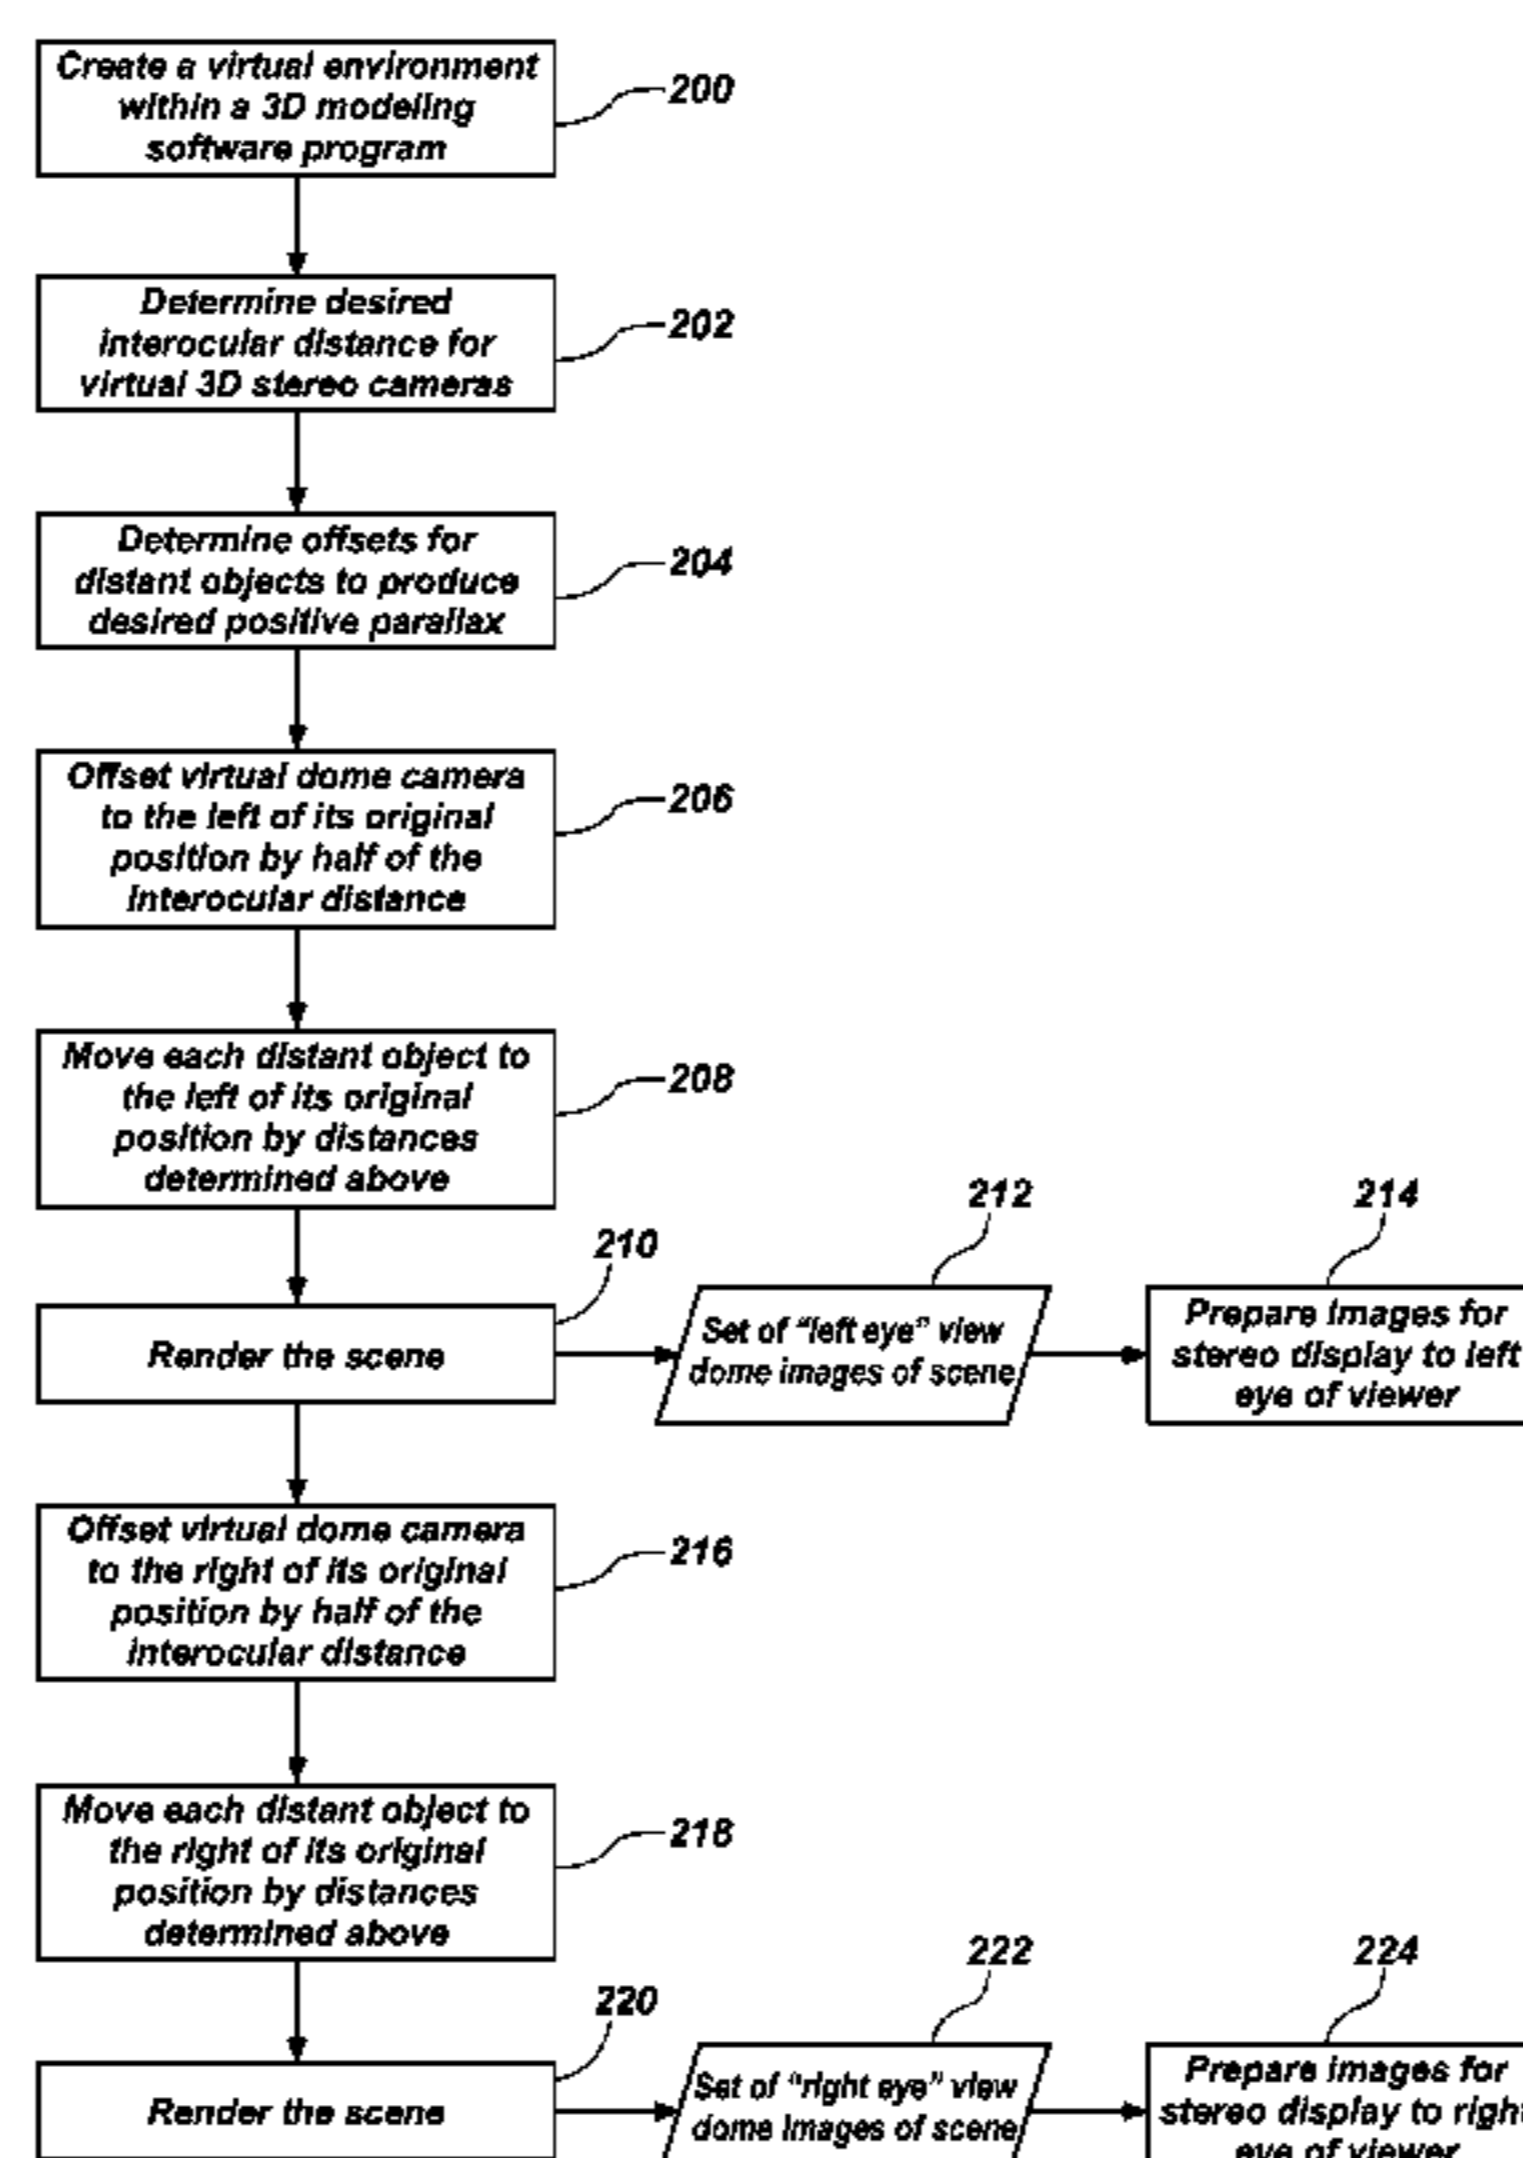 Create a virtual environment
within a 3D modeling
software program
200
Determine desired
interocular distance for
virtual 3D stereo cameras
202
Determine offsets for
distant objects to produce
desired positive parallax
204
Offset virtual dome camera
to the left of its original
position by half of the
interocular distance
206
Move each distant object to
the left of its original
position by distances
determined above
208
Render the scene
210
Set of "left eye" view
dome images of scene
212
Prepare images for
stereo display to left
eye of viewer
214
Offset virtual dome camera
to the right of its original
position by half of the
interocular distance
216
Move each distant object to
the right of its original
position by distances
determined above
218
Render the scene
220
Set of "right eye" view
dome images of scene
222
Prepare images for
stereo display to right
eye of viewer
224